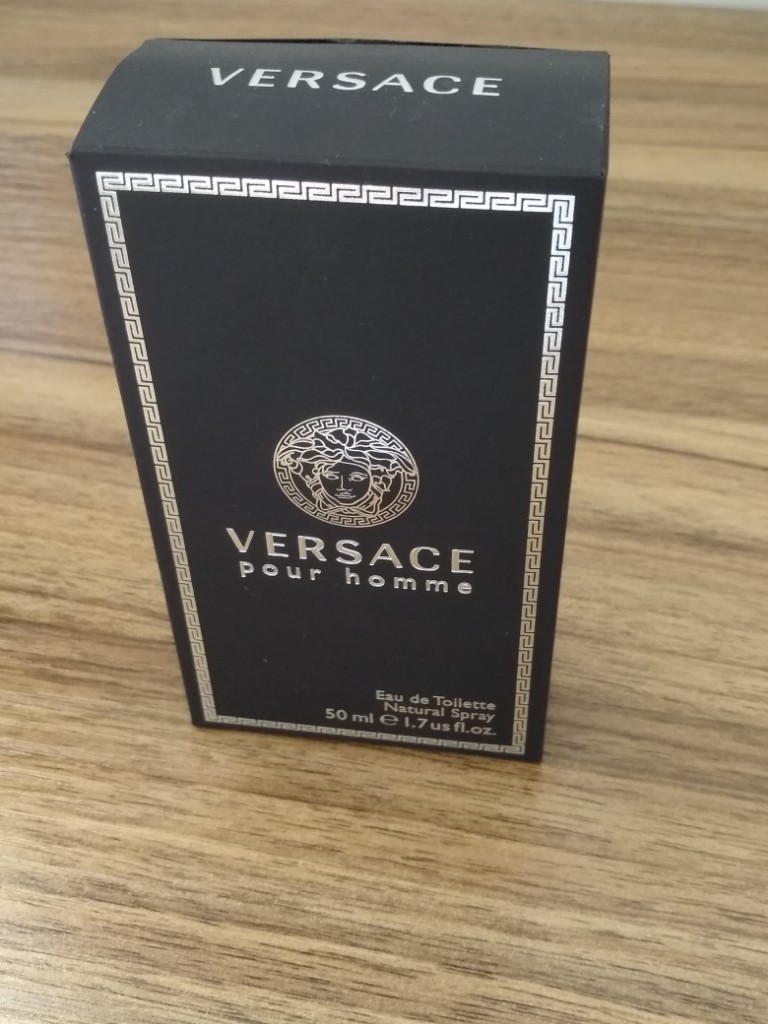 VERSACE
VERSACE
pour homme
Eau de Toilette
Natural Spray
50 ml ℮ 1.7 us fl.oz.